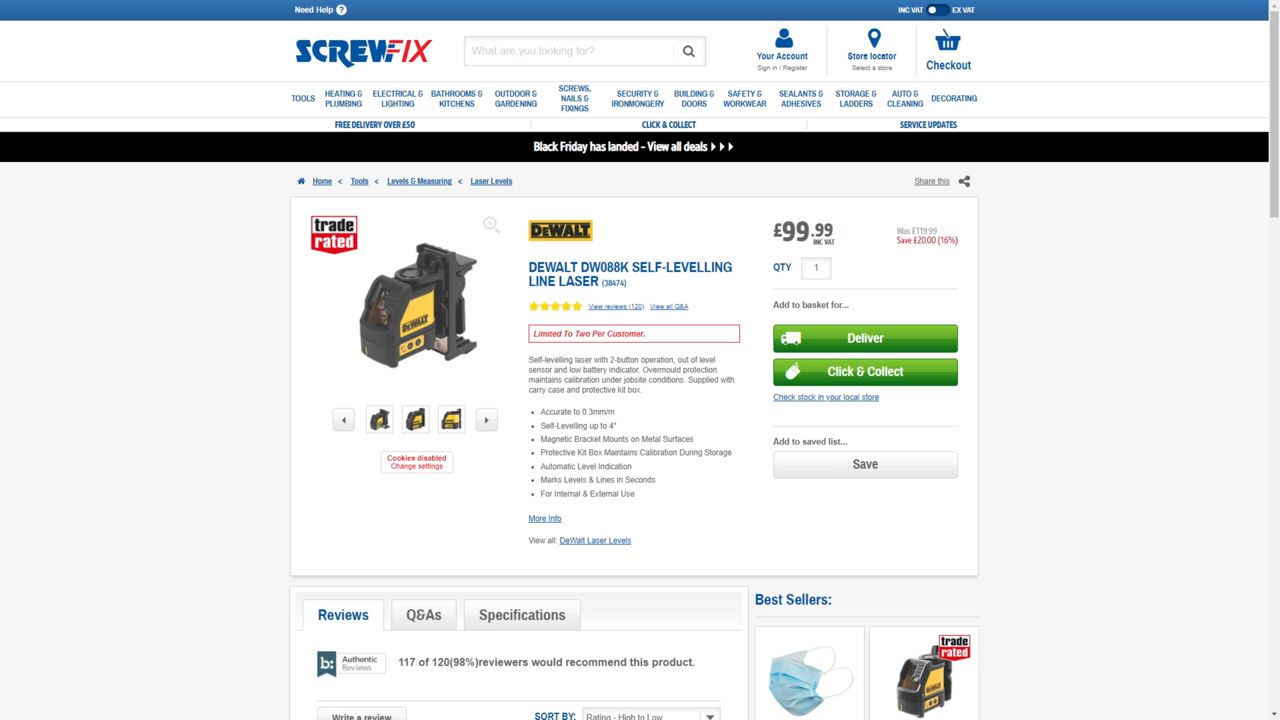 Need Help ?
INC VAT EX VAT
SCREWFIX
What are you looking for?
Your Account
Sign in / Register
Store locator
Select a store
Checkout
TOOLS
HEATING &
PLUMBING
ELECTRICAL &
LIGHTING
BATHROOMS &
KITCHENS
OUTDOOR &
GARDENING
SCREWS,
NAILS &
FIXINGS
SECURITY &
IRONMONGERY
BUILDING &
DOORS
SAFETY &
WORKWEAR
SEALANTS &
ADHESIVES
STORAGE &
LADDERS
AUTO &
CLEANING
DECORATING
FREE DELIVERY OVER £50
CLICK & COLLECT
SERVICE UPDATES
Black Friday has landed - View all deals
Home < Tools < Levels & Measuring < Laser Levels
Share this
trade
rated
DEWALT
DEWALT DW088K SELF-LEVELLING
LINE LASER (38474)
View reviews (120) View all Q&A
Limited To Two Per Customer.
Self-levelling laser with 2-button operation, out of level
sensor and low battery indicator. Overmould protection
maintains calibration under jobsite conditions. Supplied with
carry case and protective kit box.
Accurate to 0.3mm/m
Self-Levelling up to 4°
Magnetic Bracket Mounts on Metal Surfaces
Protective Kit Box Maintains Calibration During Storage
Automatic Level Indication
Marks Levels & Lines in Seconds
For Internal & External Use
More Info
View all: DeWalt Laser Levels
DEWALT
Cookies disabled
Change settings
£99.99
INC VAT
Was £119.99
Save £20.00 (16%)
QTY 1
Add to basket for...
Deliver
Click & Collect
Check stock in your local store
Add to saved list...
Save
Reviews
Q&As
Specifications
b: Authentic
Reviews
117 of 120(98%)reviewers would recommend this product.
Write a review
SORT BY: Rating - High to Low
Best Sellers:
trade
rated
DEWALT